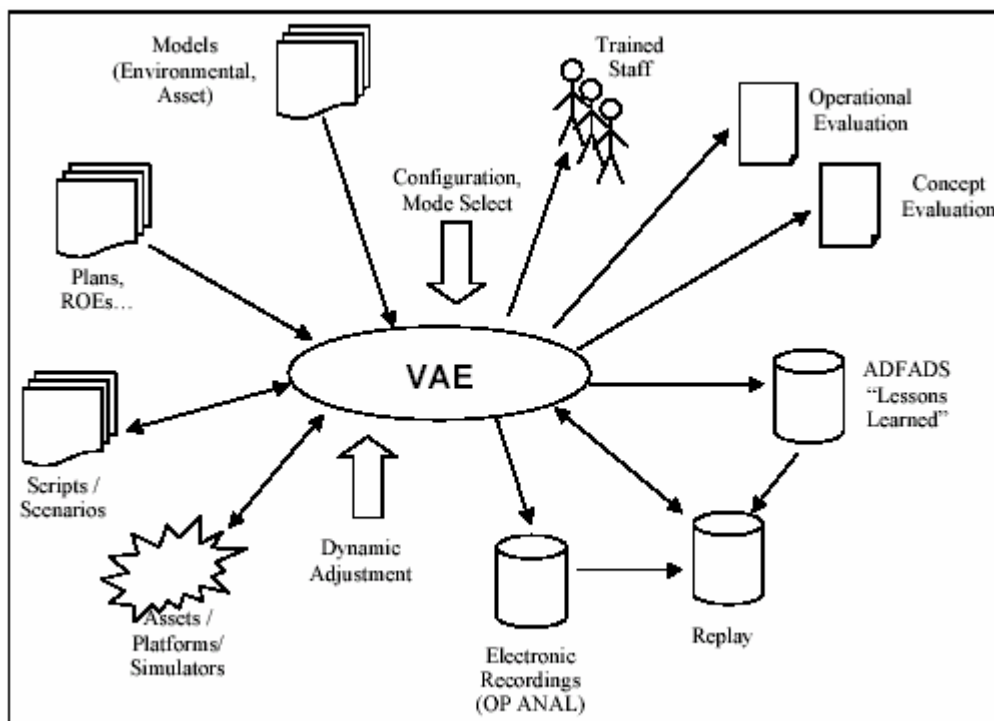 Models
(Environmental,
Asset)
Trained
Staff
Operational
Evaluation
Concept
Evaluation
Configuration,
Mode Select
Plans,
ROEs…
VAE
ADFADS
“Lessons
Learned”
Scripts /
Scenarios
Dynamic
Adjustment
Assets /
Platforms/
Simulators
Electronic
Recordings
(OP ANAL)
Replay